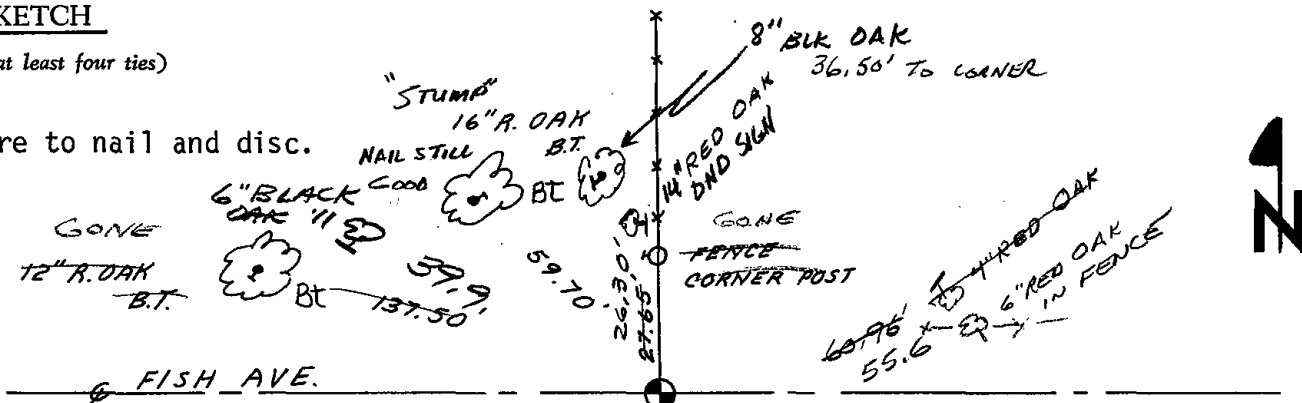 KETCH
at least four ties)
re to nail and disc.
8" BLK OAK
36.50' TO CORNER
"STUMP"
16" R. OAK
B.T.
NAIL STILL
GOOD
Bt
14" RED OAK
DND SIGN
6" BLACK
OAK '11
GONE
12" R. OAK
B.T.
Bt
137.50'
39.9'
59.70'
26.30'
27.65'
GONE
FENCE
CORNER POST
4" RED OAK
6" RED OAK
IN FENCE
60.96'
55.6
N
FISH AVE.